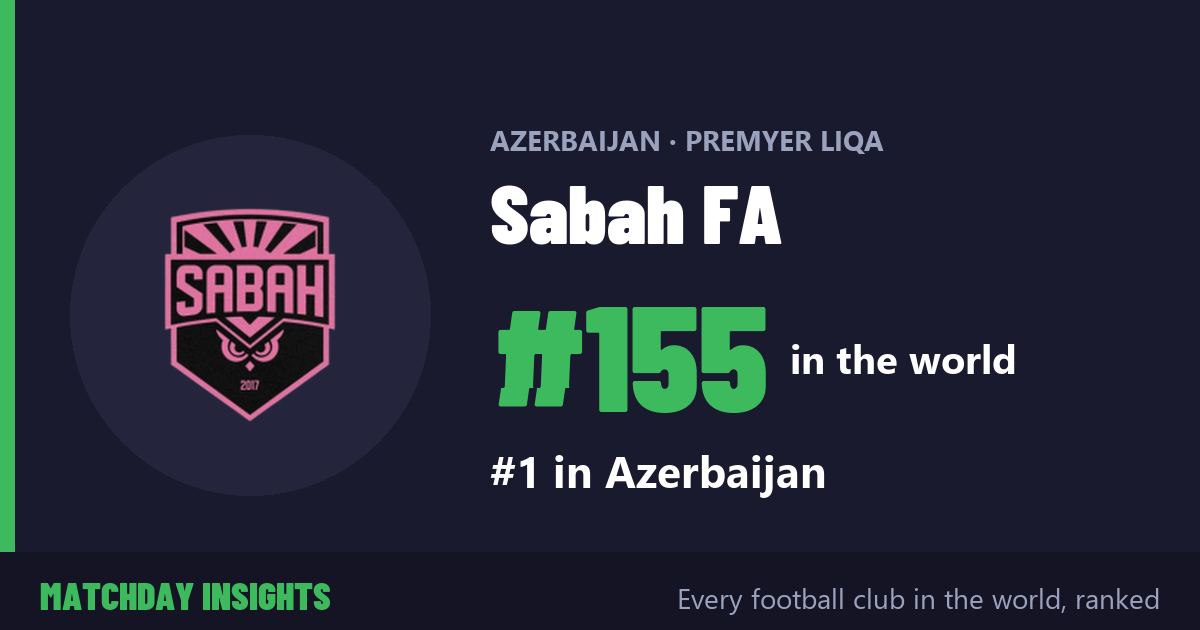 AZERBAIJAN · PREMYER LIQA
Sabah FA
SABAH
2017
#155 in the world
#1 in Azerbaijan
MATCHDAY INSIGHTS
Every football club in the world, ranked